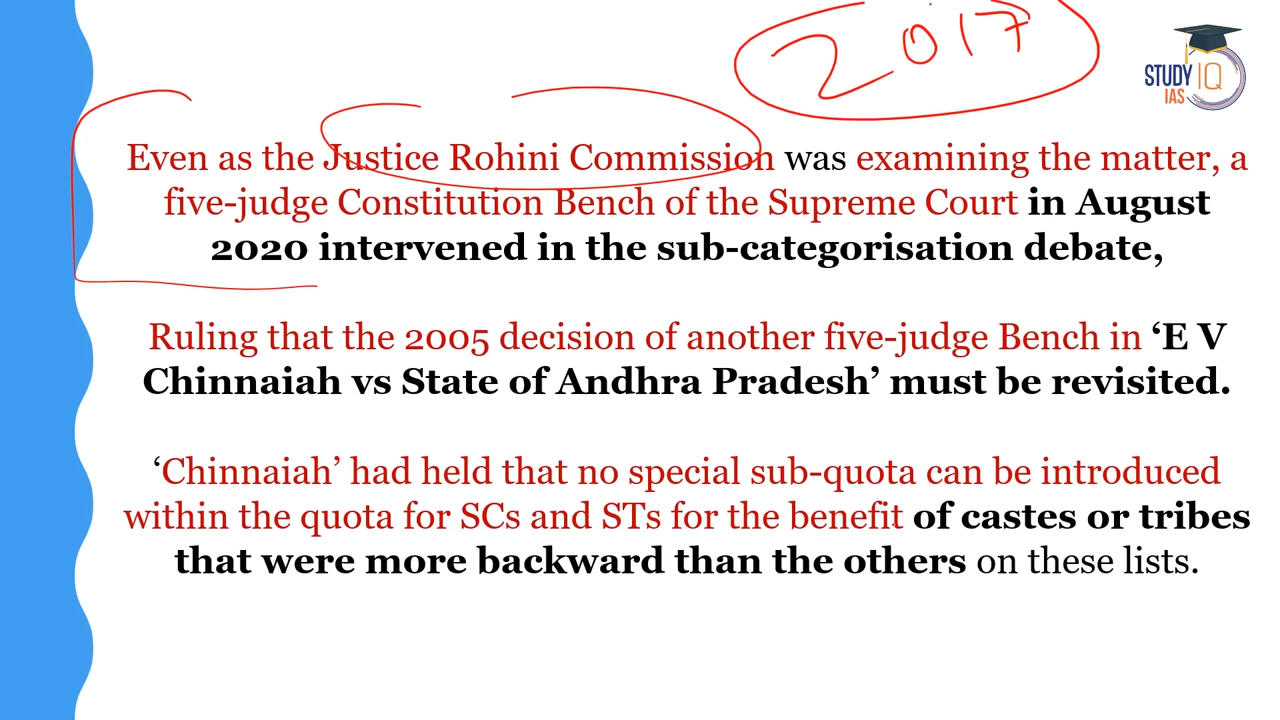 2017
STUDY IQ
IAS
Even as the Justice Rohini Commission was examining the matter, a
five-judge Constitution Bench of the Supreme Court in August
2020 intervened in the sub-categorisation debate,
Ruling that the 2005 decision of another five-judge Bench in ‘E V
Chinnaiah vs State of Andhra Pradesh’ must be revisited.
‘Chinnaiah’ had held that no special sub-quota can be introduced
within the quota for SCs and STs for the benefit of castes or tribes
that were more backward than the others on these lists.